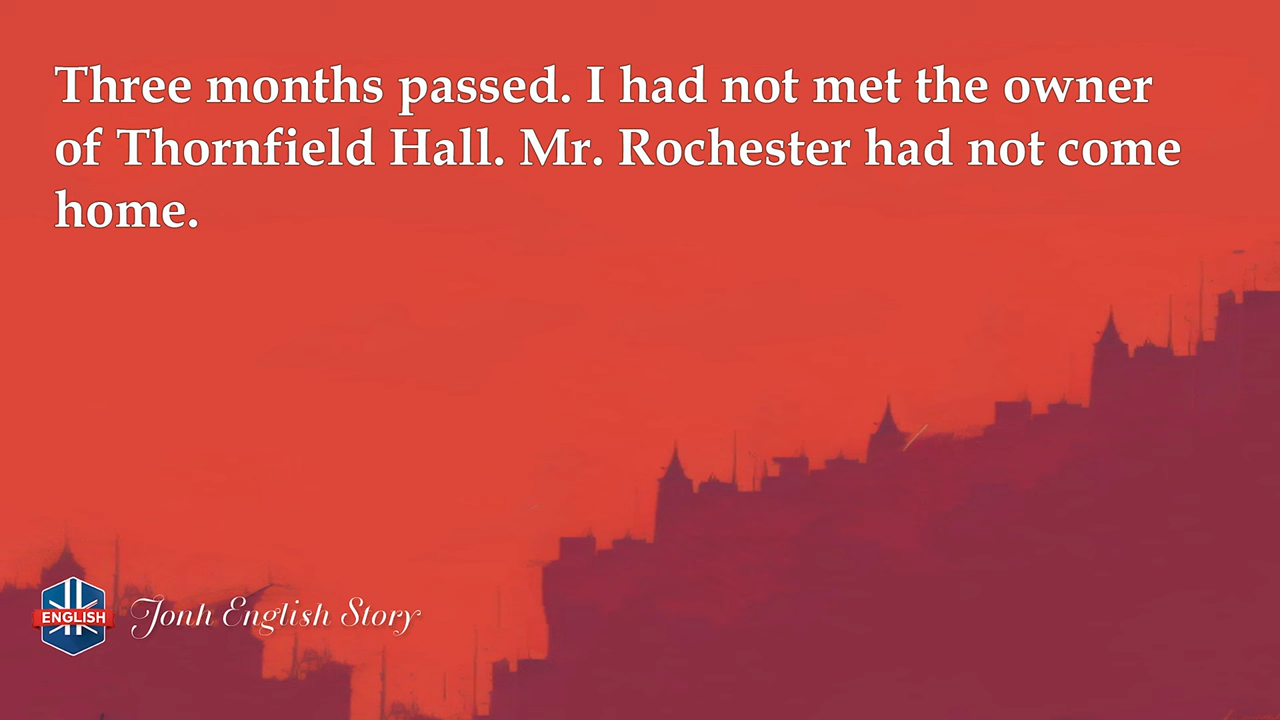 Three months passed. I had not met the owner
of Thornfield Hall. Mr. Rochester had not come
home.
ENGLISH
Jonh English Story